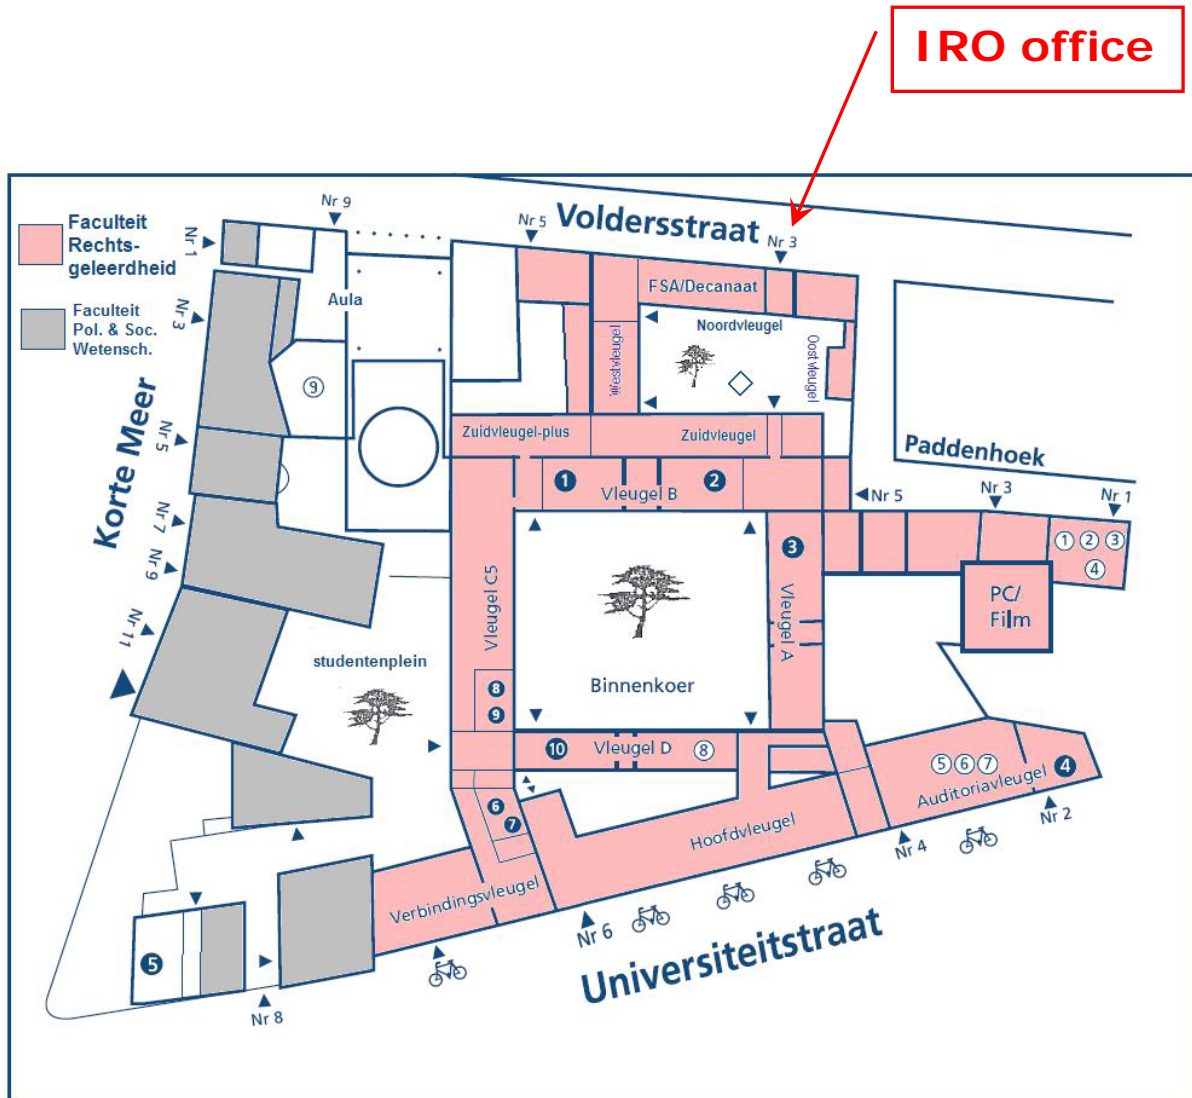 IRO office
Faculteit
Rechts-
geleerdheid
Faculteit
Pol. & Soc.
Wetensch.
Nr 9
Nr 5
Voldersstraat
Nr 3
Nr 1
Nr 3
Aula
9
FSA/Decanaat
Noordvleugel
Westvleugel
Oostvleugel
Korte Meer
Nr 5
Nr 7
Nr 9
Nr 11
Zuidvleugel-plus
Zuidvleugel
Paddenhoek
1
Vleugel B
2
Nr 5
Nr 3
Nr 1
3
1 2 3
4
Vleugel C5
Vleugel A
PC/
Film
studentenplein
Binnenkoer
8
9
10
Vleugel D
8
5 6 7
Auditoriavleugel
4
6
7
Hoofdvleugel
Nr 4
Nr 2
Verbindingsvleugel
Nr 6
Universiteitstraat
5
Nr 8